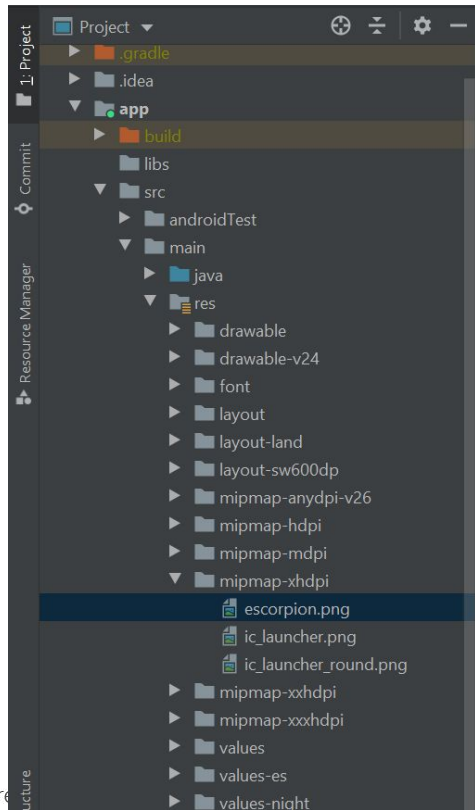 1: Project
Commit
Resource Manager
ucture
re
Project
.gradle
.idea
app
build
libs
src
androidTest
main
java
res
drawable
drawable-v24
font
layout
layout-land
layout-sw600dp
mipmap-anydpi-v26
mipmap-hdpi
mipmap-mdpi
mipmap-xhdpi
escorpion.png
ic_launcher.png
ic_launcher_round.png
mipmap-xxhdpi
mipmap-xxxhdpi
values
values-es
values-night